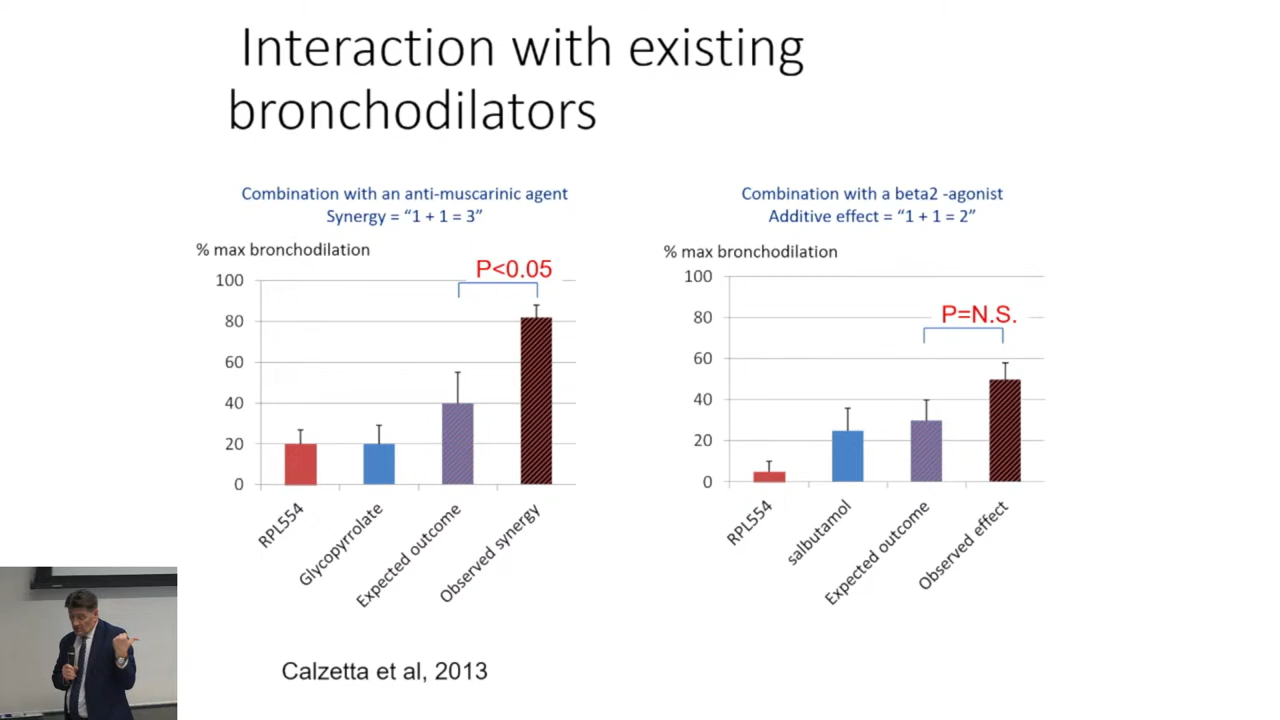 Interaction with existing
bronchodilators
Combination with an anti-muscarinic agent
Synergy = “1 + 1 = 3”
% max bronchodilation
P<0.05
100
80
60
40
20
0
RPL554
Glycopyrrolate
Expected outcome
Observed synergy
Combination with a beta2 -agonist
Additive effect = “1 + 1 = 2”
% max bronchodilation
P=N.S.
100
80
60
40
20
0
RPL554
salbutamol
Expected outcome
Observed effect
Calzetta et al, 2013